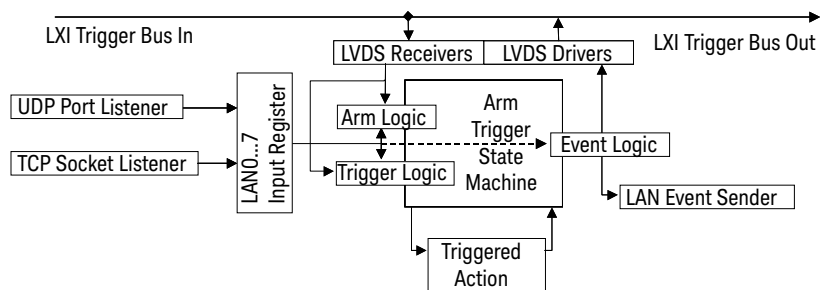 LXI Trigger Bus In
LXI Trigger Bus Out
LVDS Receivers
LVDS Drivers
UDP Port Listener
TCP Socket Listener
LAN0...7
Input Register
Arm Logic
Trigger Logic
Arm
Trigger
State
Machine
Event Logic
LAN Event Sender
Triggered
Action